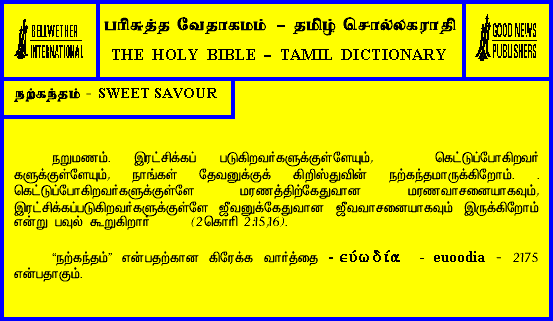 BELLWETHER
INTERNATIONAL
பரிசுத்த வேதாகமம் – தமிழ் சொல்லகராதி
THE HOLY BIBLE – TAMIL DICTIONARY
GOOD NEWS
PUBLISHERS
நற்கந்தம் - SWEET SAVOUR
நறுமணம். இரட்சிக்கப் படுகிறவர்களுக்குள்ளேயும், கெட்டுப்போகிறவர்
களுக்குள்ளேயும், நாங்கள் தேவனுக்குக் கிறிஸ்துவின் நற்கந்தமாருக்கிறோம். .
கெட்டுப்போகிறவர்களுக்குள்ளே மரணத்திற்கேதுவான மரணவாசனையாகவும்,
இரட்சிக்கப்படுகிறவர்களுக்குள்ளே ஜீவனுக்கேதுவான ஜீவவாசனையாகவும் இருக்கிறோம்
என்று பவுல் கூறுகிறார் (2கொரி 2:15,16).
“நற்கந்தம்” என்பதற்கான கிரேக்க வார்த்தை - εὐωδία - euoodia - 2175
என்பதாகும்.